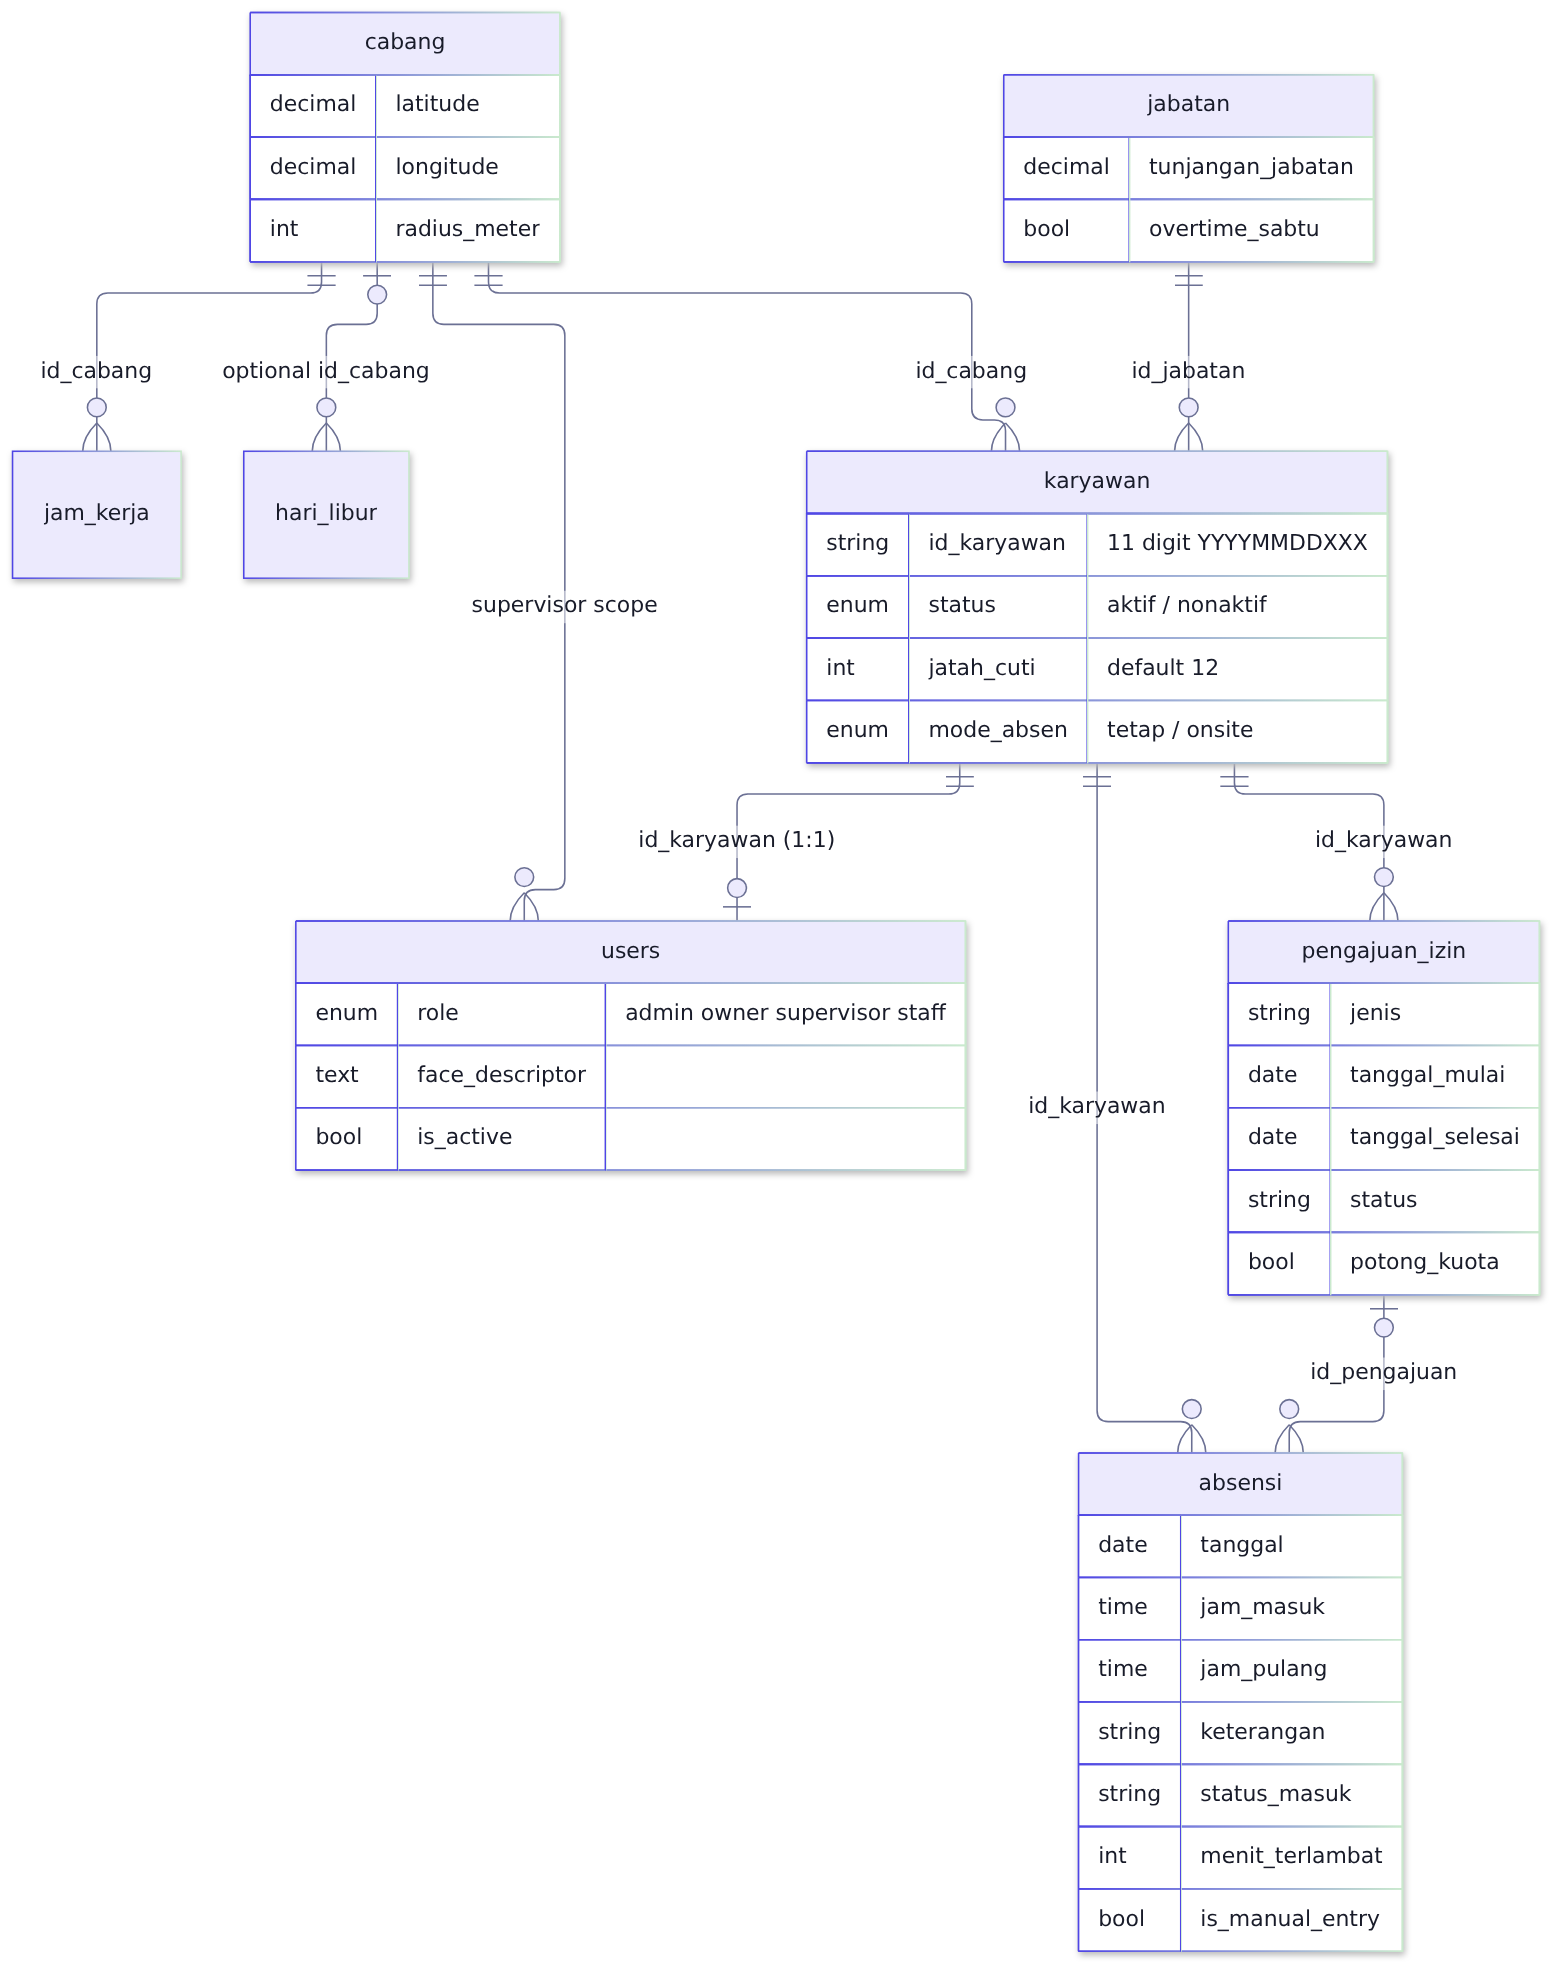 cabang
decimal latitude
decimal longitude
int radius_meter
jabatan
decimal tunjangan_jabatan
bool overtime_sabtu
id_cabang
optional id_cabang
id_cabang
id_jabatan
jam_kerja
hari_libur
supervisor scope
karyawan
string id_karyawan 11 digit YYYYMMDDXXX
enum status aktif / nonaktif
int jatah_cuti default 12
enum mode_absen tetap / onsite
id_karyawan (1:1)
id_karyawan
users
enum role admin owner supervisor staff
text face_descriptor
bool is_active
id_karyawan
pengajuan_izin
string jenis
date tanggal_mulai
date tanggal_selesai
string status
bool potong_kuota
id_pengajuan
absensi
date tanggal
time jam_masuk
time jam_pulang
string keterangan
string status_masuk
int menit_terlambat
bool is_manual_entry